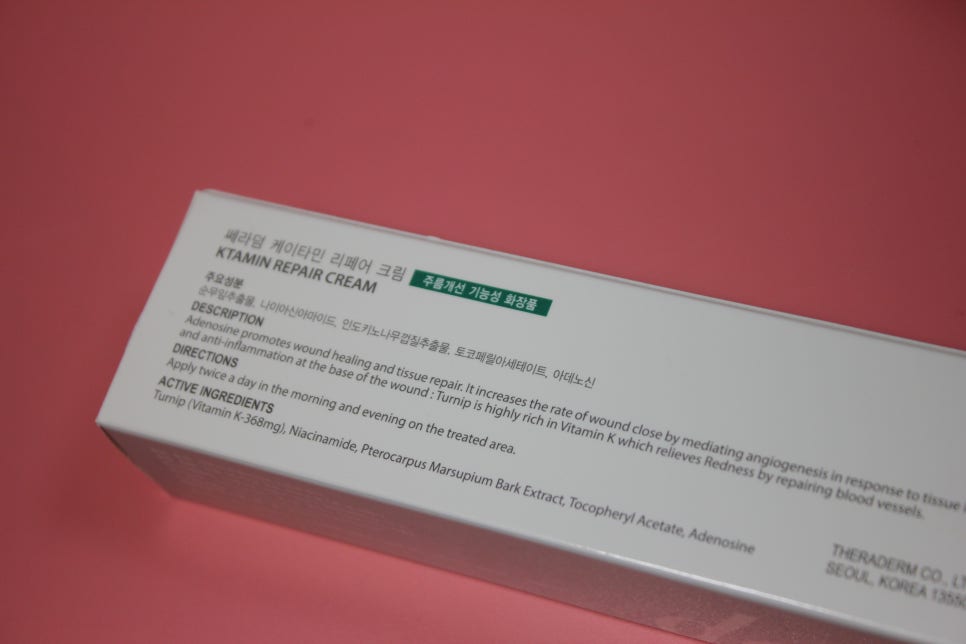 쎄라덤 케이타민 리페어 크림
KTAMIN REPAIR CREAM 주름개선 기능성 화장품
주요성분
순무잎추출물, 나이아신아마이드, 인도키노나무껍질추출물, 토코페릴아세테이트, 아데노신
DESCRIPTION
Adenosine promotes wound healing and tissue repair. It increases the rate of wound close by mediating angiogenesis in response to tissue
and anti-inflammation at the base of the wound : Turnip is highly rich in Vitamin K which relieves Redness by repairing blood vessels.
DIRECTIONS
Apply twice a day in the morning and evening on the treated area.
ACTIVE INGREDIENTS
Turnip (Vitamin K-368mg), Niacinamide, Pterocarpus Marsupium Bark Extract, Tocopheryl Acetate, Adenosine
THERADERM CO., LT
SEOUL, KOREA 13550